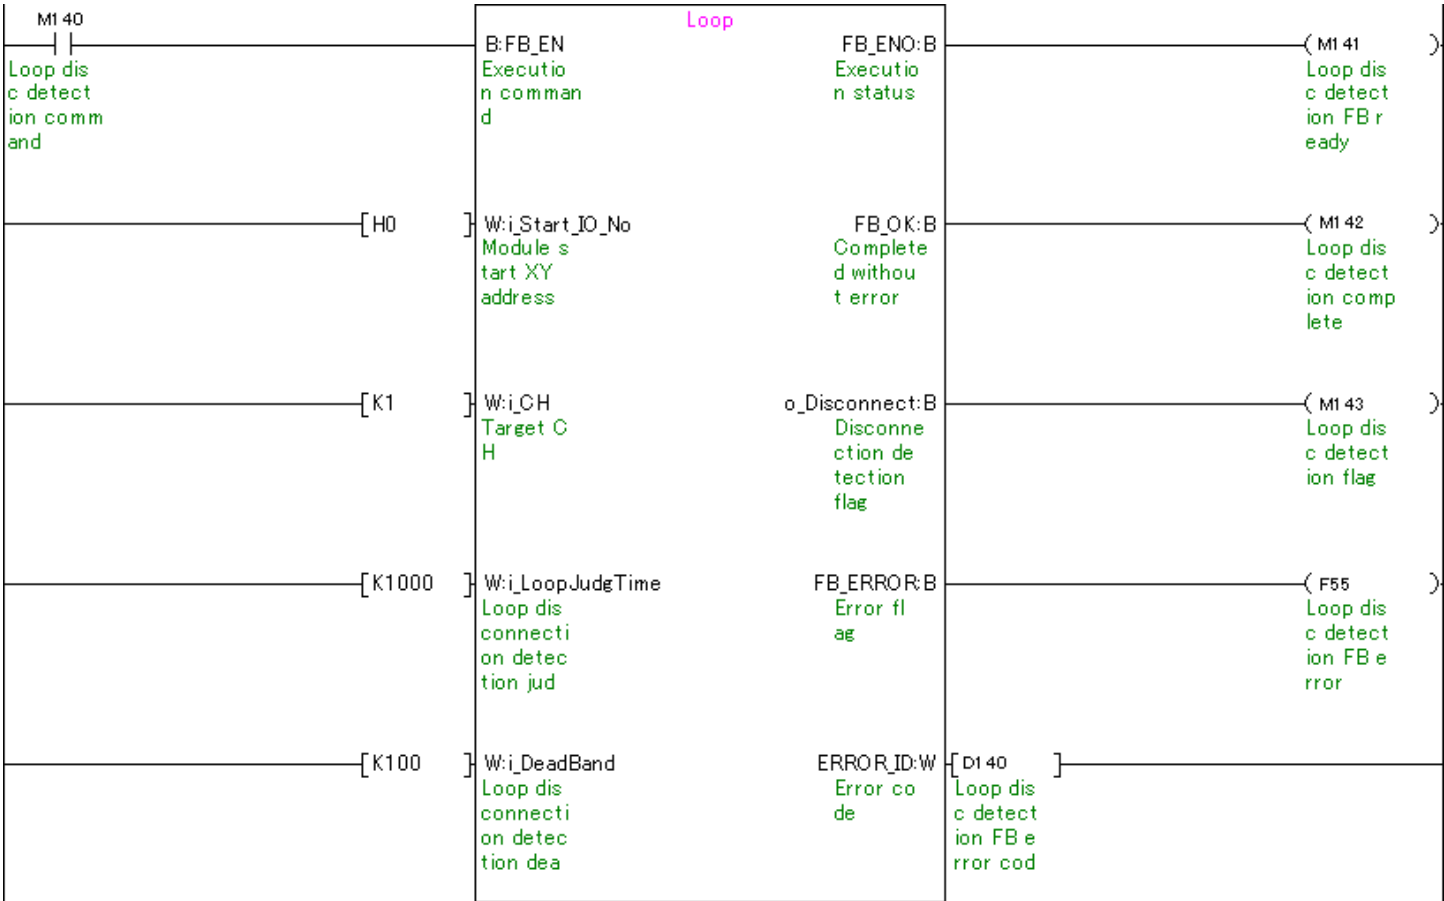 Loop
M140
B:FB_EN
FB_ENO:B
M141
Loop dis
c detect
ion comm
and
Executio
n comman
d
Executio
n status
Loop dis
c detect
ion FB r
eady
H0
W:i_Start_IO_No
FB_OK:B
M142
Module s
tart XY
address
Complete
d withou
t error
Loop dis
c detect
ion comp
lete
K1
W:i_CH
o_Disconnect:B
M143
Target C
H
Disconne
ction de
tection
flag
Loop dis
c detect
ion flag
K1000
W:i_LoopJudgTime
FB_ERROR:B
F55
Loop dis
connecti
on detec
tion jud
Error fl
ag
Loop dis
c detect
ion FB e
rror
K100
W:i_DeadBand
ERROR_ID:W
D140
Loop dis
connecti
on detec
tion dea
Error co
de
Loop dis
c detect
ion FB e
rror cod